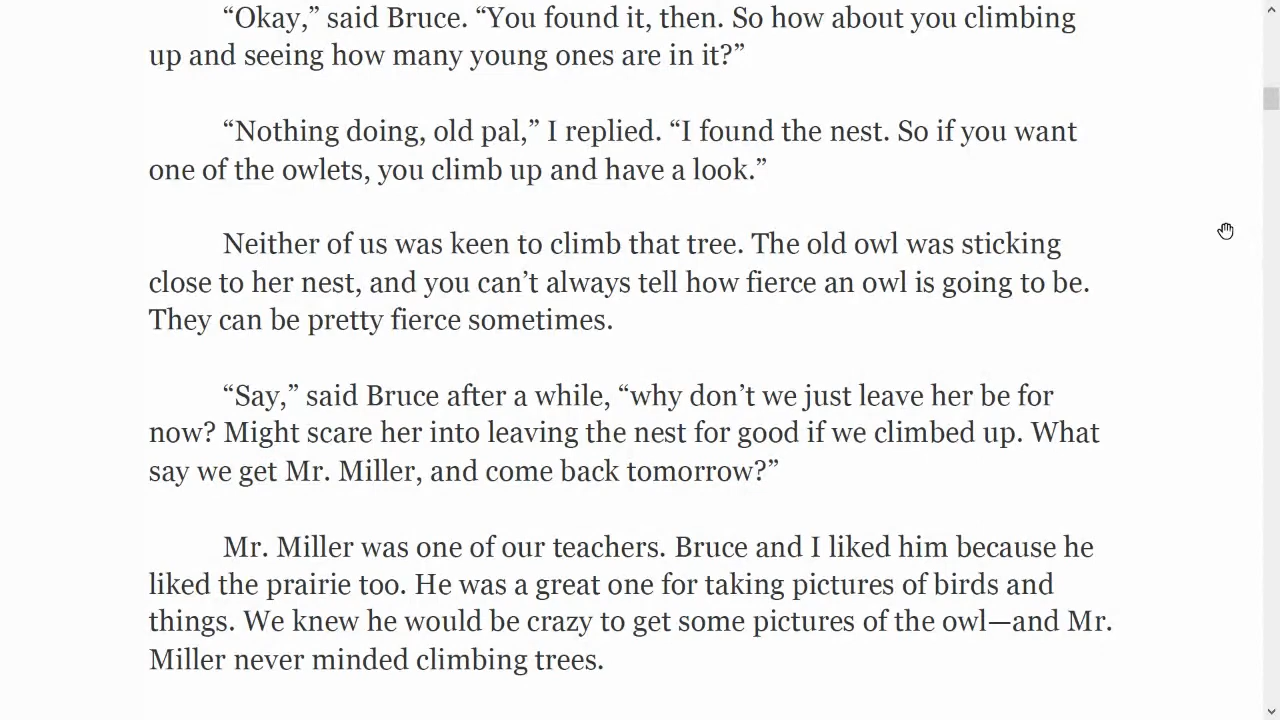 “Okay,” said Bruce. “You found it, then. So how about you climbing
up and seeing how many young ones are in it?”
“Nothing doing, old pal,” I replied. “I found the nest. So if you want
one of the owlets, you climb up and have a look.”
Neither of us was keen to climb that tree. The old owl was sticking
close to her nest, and you can’t always tell how fierce an owl is going to be.
They can be pretty fierce sometimes.
“Say,” said Bruce after a while, “why don’t we just leave her be for
now? Might scare her into leaving the nest for good if we climbed up. What
say we get Mr. Miller, and come back tomorrow?”
Mr. Miller was one of our teachers. Bruce and I liked him because he
liked the prairie too. He was a great one for taking pictures of birds and
things. We knew he would be crazy to get some pictures of the owl—and Mr.
Miller never minded climbing trees.